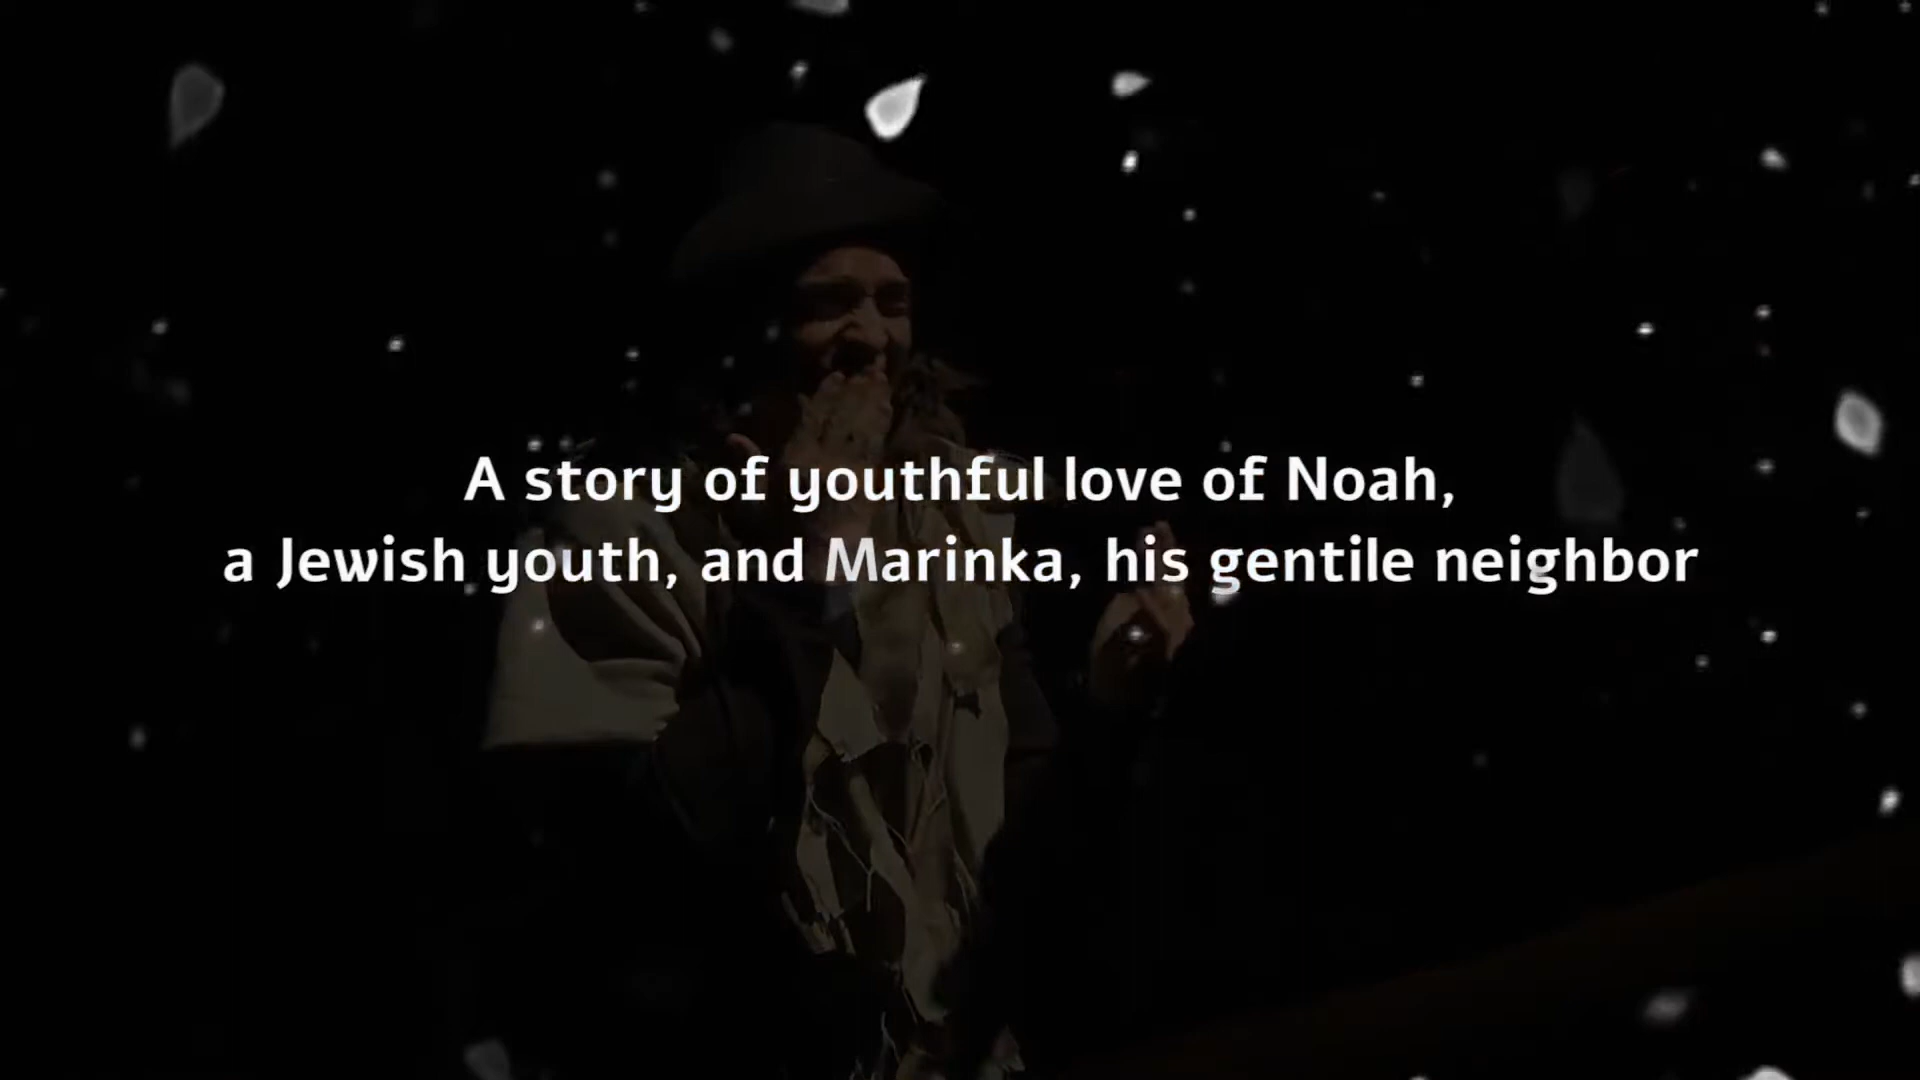 A story of youthful love of Noah,
a Jewish youth, and Marinka, his gentile neighbor